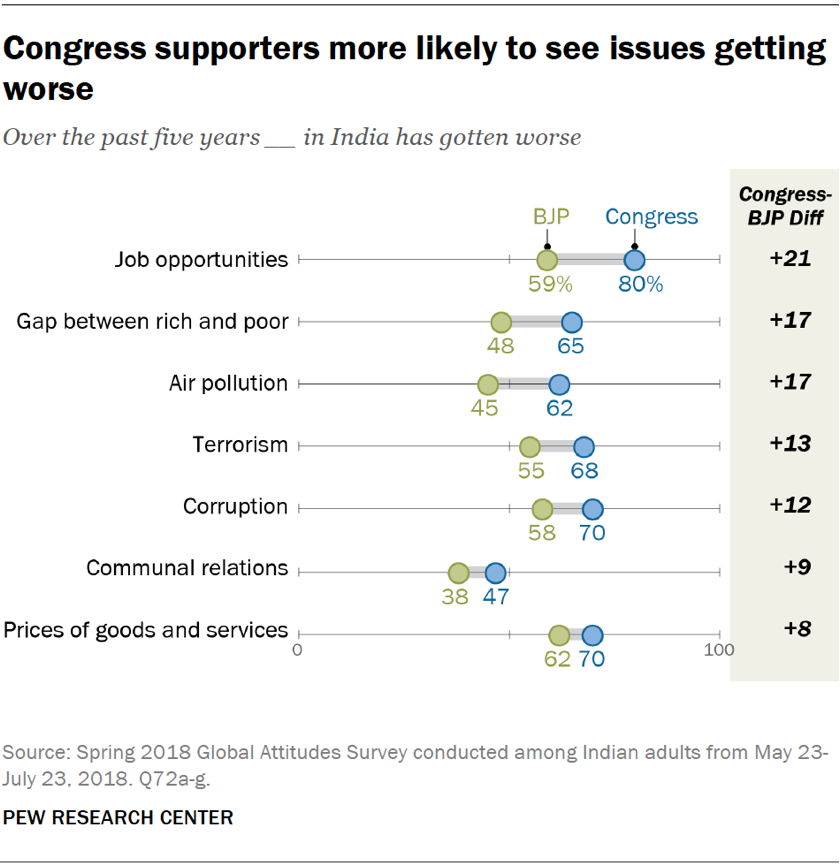 Congress supporters more likely to see issues getting
worse
Over the past five years __ in India has gotten worse
Congress-
BJP Diff
BJP Congress
Job opportunities 59% 80% +21
Gap between rich and poor 48 65 +17
Air pollution 45 62 +17
Terrorism 55 68 +13
Corruption 58 70 +12
Communal relations 38 47 +9
Prices of goods and services 62 70 +8
0 100
Source: Spring 2018 Global Attitudes Survey conducted among Indian adults from May 23-
July 23, 2018. Q72a-g.
PEW RESEARCH CENTER